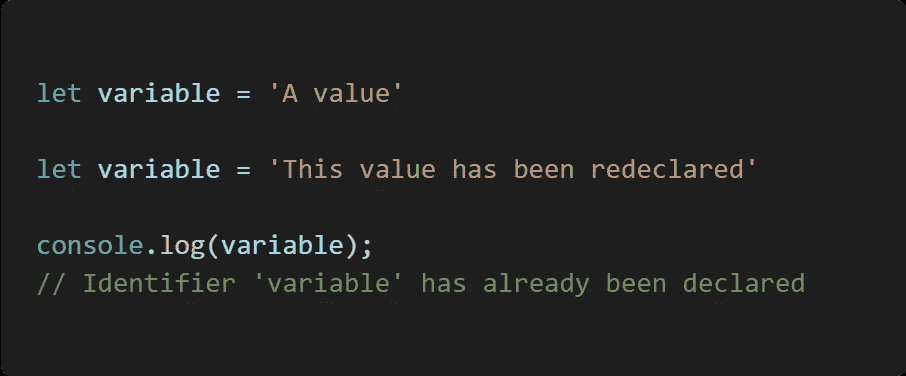 let variable = 'A value'
let variable = 'This value has been redeclared'
console.log(variable);
// Identifier 'variable' has already been declared